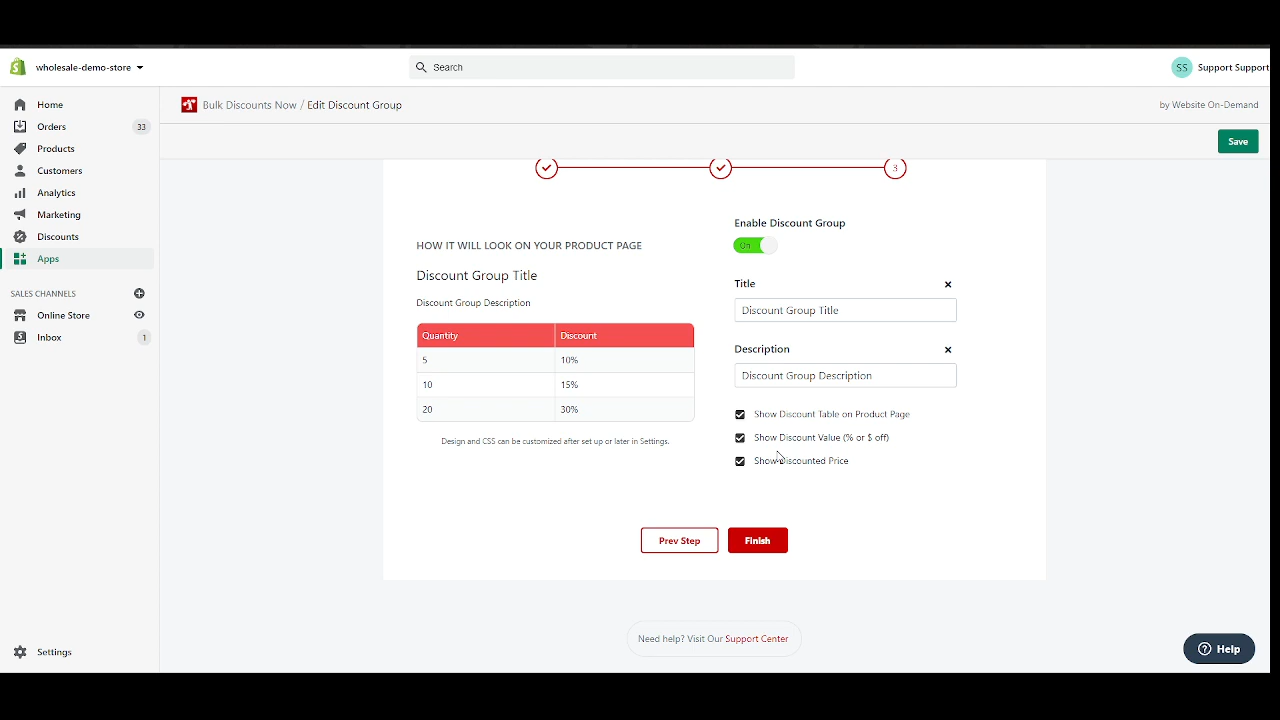 wholesale-demo-store
Search
SS Support Support
Home
Orders 33
Products
Customers
Analytics
Marketing
Discounts
Apps
SALES CHANNELS
Online Store
Inbox 1
Settings
Bulk Discounts Now / Edit Discount Group
by Website On-Demand
Save
3
HOW IT WILL LOOK ON YOUR PRODUCT PAGE
Discount Group Title
Discount Group Description
Quantity Discount
5 10%
10 15%
20 30%
Design and CSS can be customized after set up or later in Settings.
Enable Discount Group
On
Title
Discount Group Title
Description
Discount Group Description
Show Discount Table on Product Page
Show Discount Value (% or $ off)
Show Discounted Price
Prev Step
Finish
Need help? Visit Our Support Center
Help